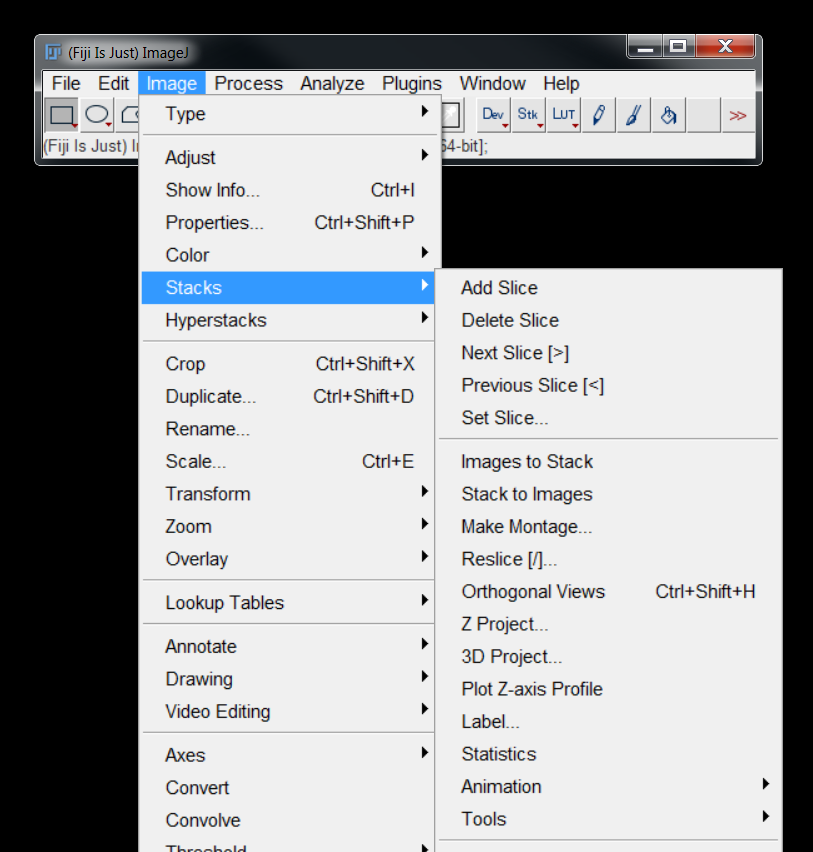 (Fiji Is Just) ImageJ
File Edit Image Process Analyze Plugins Window Help
Dev Stk LUT >>
(Fiji Is Just) 64-bit];
Type
Adjust
Show Info... Ctrl+I
Properties... Ctrl+Shift+P
Color
Stacks
Hyperstacks
Crop Ctrl+Shift+X
Duplicate... Ctrl+Shift+D
Rename...
Scale... Ctrl+E
Transform
Zoom
Overlay
Lookup Tables
Annotate
Drawing
Video Editing
Axes
Convert
Convolve
Threshold
Add Slice
Delete Slice
Next Slice [>]
Previous Slice [<]
Set Slice...
Images to Stack
Stack to Images
Make Montage...
Reslice [/]...
Orthogonal Views Ctrl+Shift+H
Z Project...
3D Project...
Plot Z-axis Profile
Label...
Statistics
Animation
Tools